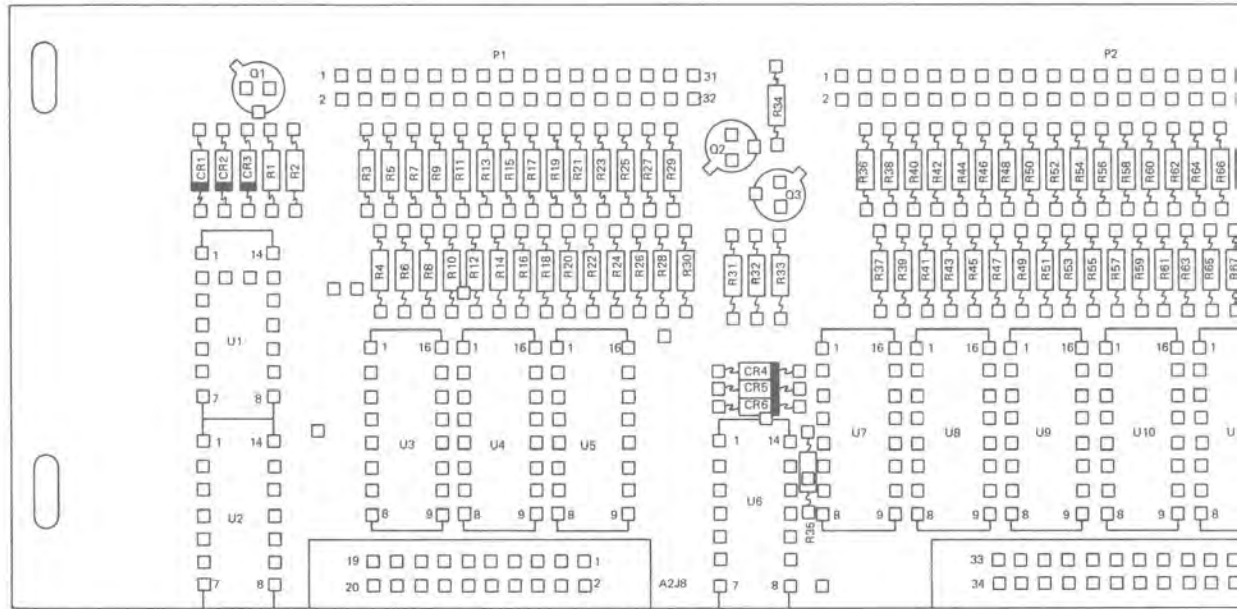 P1
P2
Q1
1 31
2 32
1
2
R34
Q2
Q3
CR1 CR2 CR3 R1 R2
R3 R5 R7 R9 R11 R13 R15 R17 R19 R21 R23 R25 R27 R29
R36 R38 R40 R42 R44 R46 R48 R50 R52 R54 R56 R58 R60 R62 R64 R66
R4 R6 R8 R10 R12 R14 R16 R18 R20 R22 R24 R26 R28 R30
R31 R32 R33
R37 R39 R41 R43 R45 R47 R49 R51 R53 R55 R57 R59 R61 R63 R65 R67
1 14
U1
7 8
1 16 1 16 1 16
U3 U4 U5
8 9 8 9 8 9
CR4
CR5
CR6
1 16 1 16 1 16 1 16 1
U7 U8 U9 U10 U
8 9 8 9 8 9 8 9 8
1 14
U2
7 8
1 14
U6
7 8
R35
19 1
20 2
A2J8
33
34